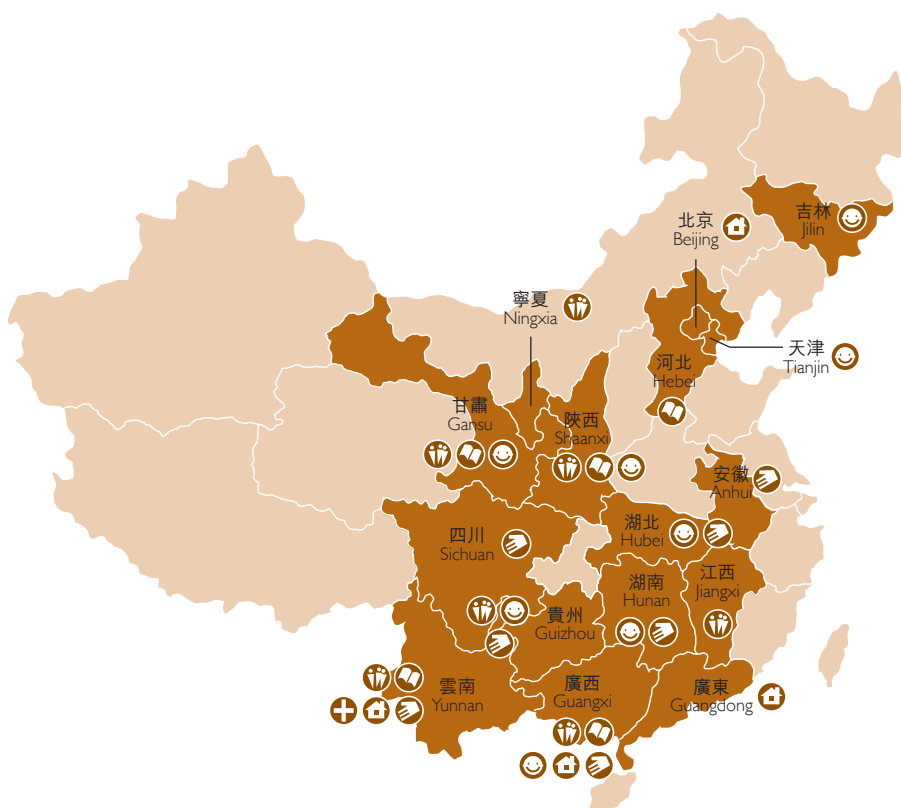 吉林
Jilin
北京
Beijing
寧夏
Ningxia
天津
Tianjin
河北
Hebei
甘肅
Gansu
陝西
Shaanxi
安徽
Anhui
四川
Sichuan
湖北
Hubei
湖南
Hunan
江西
Jiangxi
貴州
Guizhou
雲南
Yunnan
廣西
Guangxi
廣東
Guangdong